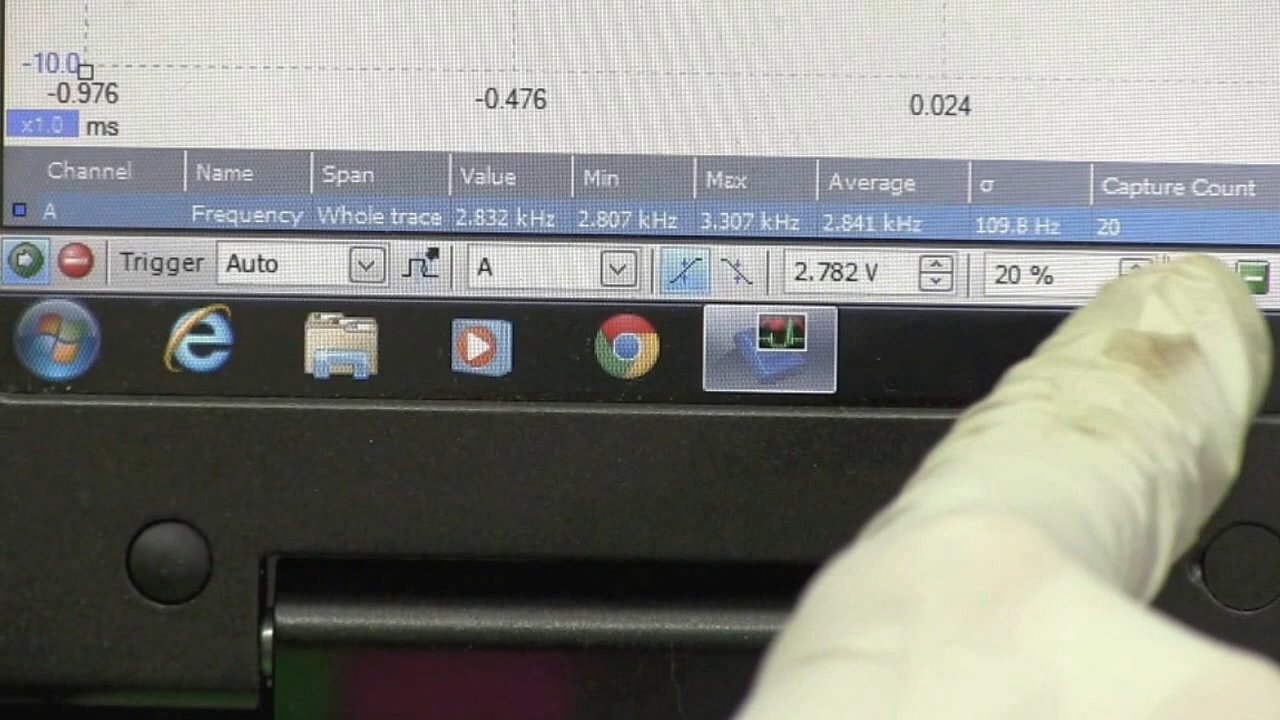 -10.0
-0.976 -0.476 0.024
x1.0 ms
Channel Name Span Value Min Max Average σ Capture Count
A Frequency Whole trace 2.832 kHz 2.807 kHz 3.307 kHz 2.841 kHz 109.8 Hz 20
Trigger Auto A 2.782 V 20 %